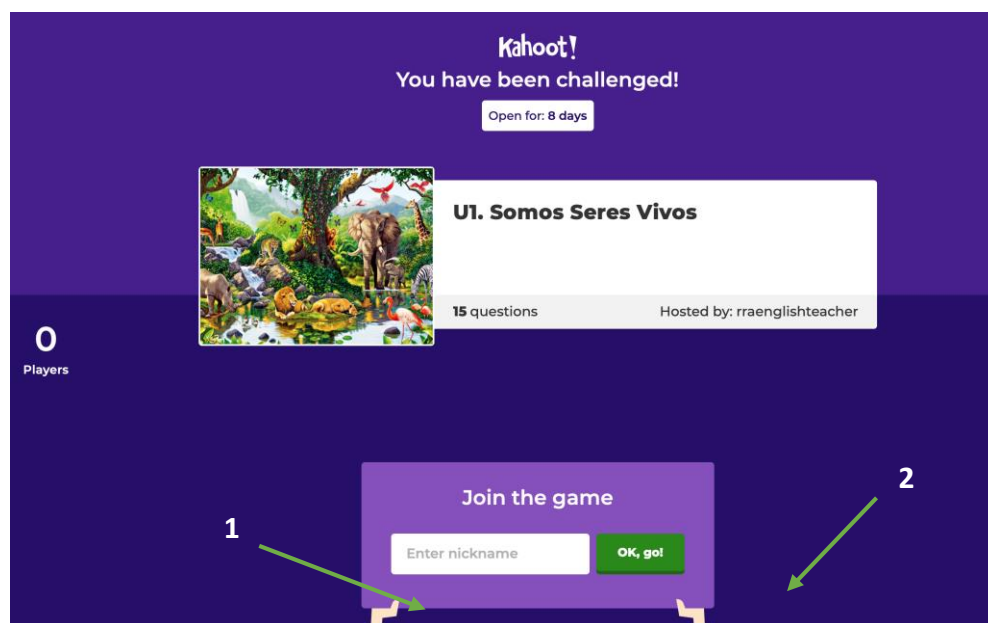 Kahoot!
You have been challenged!
Open for: 8 days
U1. Somos Seres Vivos
15 questions
Hosted by: rraenglishteacher
0
Players
Join the game
Enter nickname
OK, go!
1
2